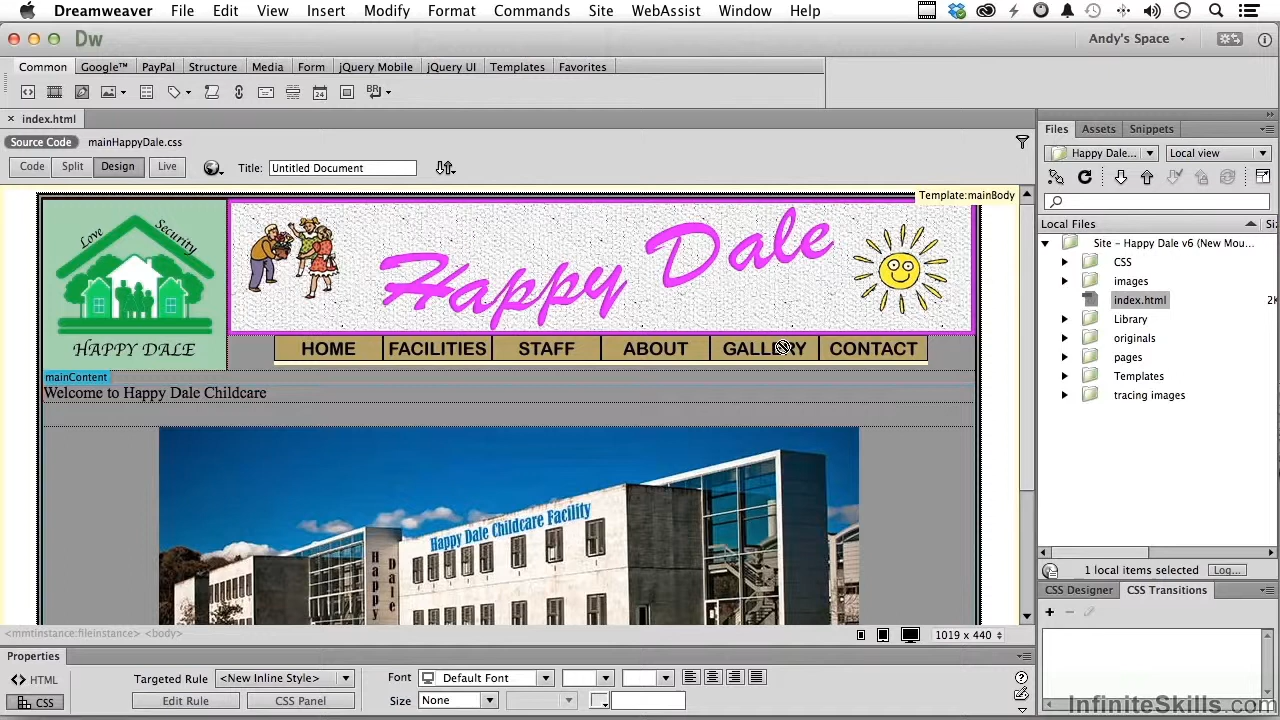 Dreamweaver File Edit View Insert Modify Format Commands Site WebAssist Window Help
Dw Andy's Space
Common Google™ PayPal Structure Media Form jQuery Mobile jQuery UI Templates Favorites
BR
index.html
Source Code mainHappyDale.css
Code Split Design Live Title: Untitled Document
Template:mainBody
Love Security
HAPPY DALE
Happy Dale
HOME FACILITIES STAFF ABOUT GALLERY CONTACT
mainContent
Welcome to Happy Dale Childcare
Happy Dale Childcare Facility
Happy Dale
<mmtinstance:fileinstance> <body>
1019 x 440
Properties
HTML
CSS
Targeted Rule <New Inline Style>
Edit Rule CSS Panel
Font Default Font
Size None
Files Assets Snippets
Happy Dale... Local view
Local Files Si
Site - Happy Dale v6 (New Mou...
CSS
images
index.html 2K
Library
originals
pages
Templates
tracing images
1 local items selected Log...
CSS Designer CSS Transitions
InfiniteSkills.com